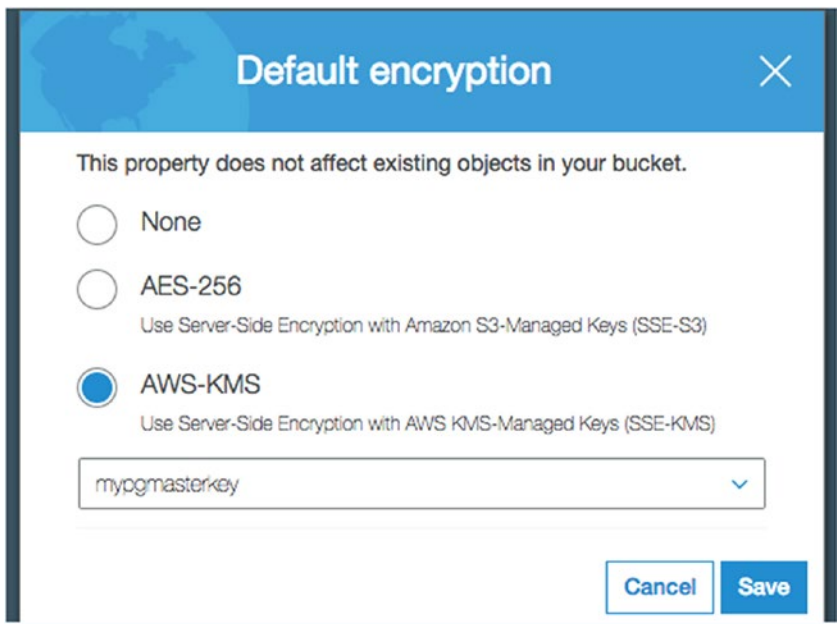 Default encryption
This property does not affect existing objects in your bucket.
None
AES-256
Use Server-Side Encryption with Amazon S3-Managed Keys (SSE-S3)
AWS-KMS
Use Server-Side Encryption with AWS KMS-Managed Keys (SSE-KMS)
mypgmasterkey
Cancel Save